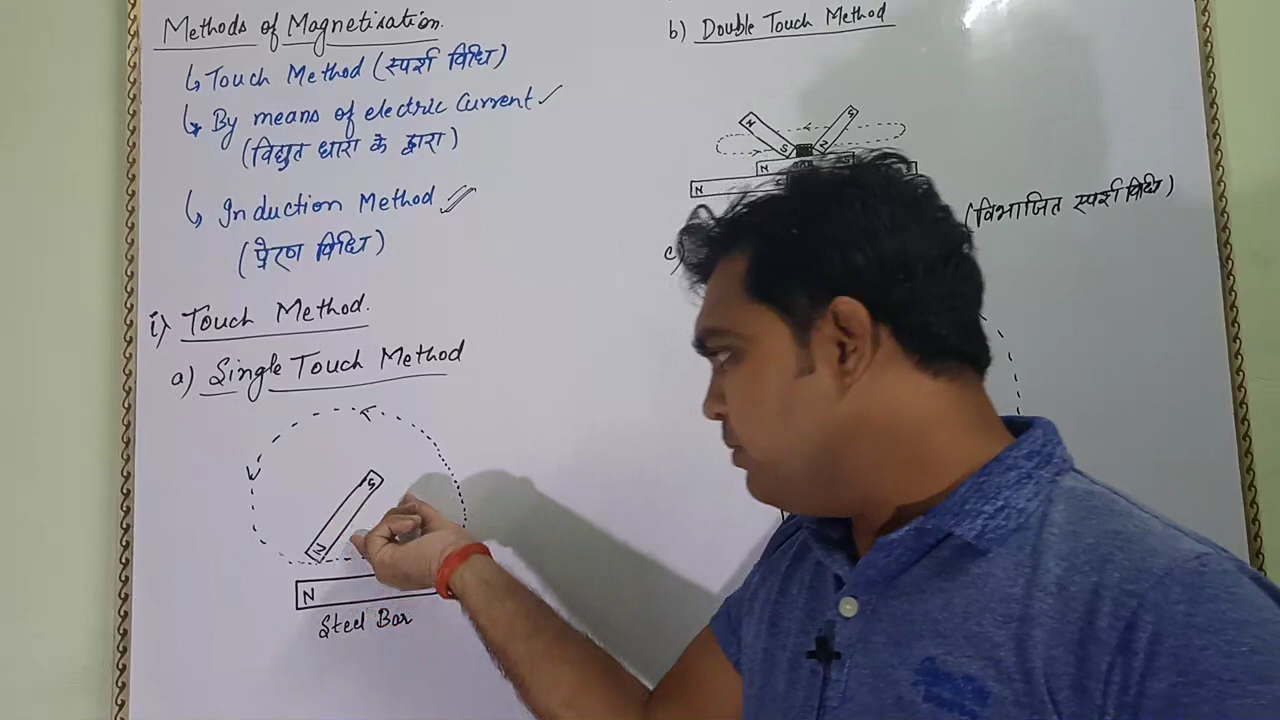 Methods of Magnetisation.
↳ Touch Method (स्पर्श विधि)
↳ By means of electric Current ✓
(विद्युत धारा के द्वारा)
↳ Induction Method
(प्रेरण विधि)
i) Touch Method.
a) Single Touch Method
S
N
N
Steel Bar
b) Double Touch Method
N S
S N
N S
N
c)
(विभाजित स्पर्श विधि)